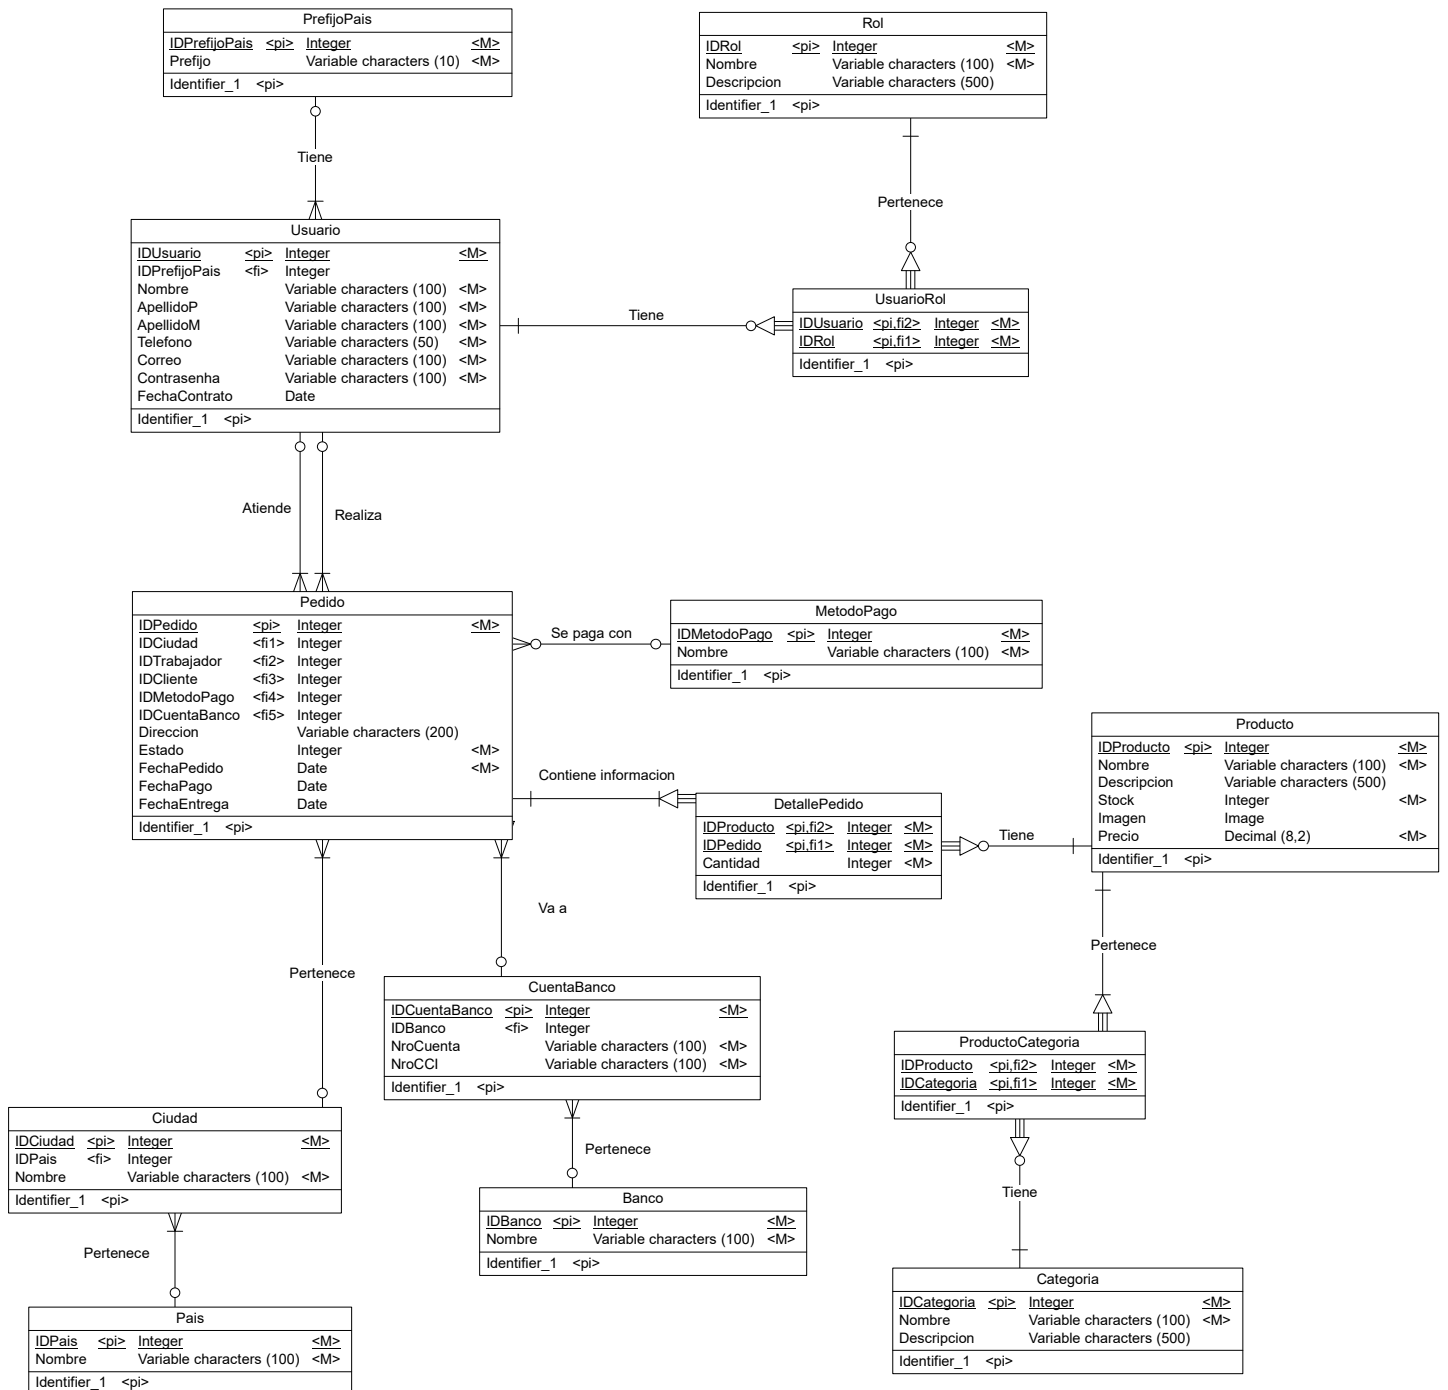 PrefijoPais
IDPrefijoPais <pi> Integer <M>
Prefijo Variable characters (10) <M>
Identifier_1 <pi>
Rol
IDRol <pi> Integer <M>
Nombre Variable characters (100) <M>
Descripcion Variable characters (500)
Identifier_1 <pi>
Tiene
Pertenece
Usuario
IDUsuario <pi> Integer <M>
IDPrefijoPais <fi> Integer
Nombre Variable characters (100) <M>
ApellidoP Variable characters (100) <M>
ApellidoM Variable characters (100) <M>
Telefono Variable characters (50) <M>
Correo Variable characters (100) <M>
Contrasenha Variable characters (100) <M>
FechaContrato Date
Identifier_1 <pi>
Tiene
UsuarioRol
IDUsuario <pi,fi2> Integer <M>
IDRol <pi,fi1> Integer <M>
Identifier_1 <pi>
Atiende
Realiza
Pedido
IDPedido <pi> Integer <M>
IDCiudad <fi1> Integer
IDTrabajador <fi2> Integer
IDCliente <fi3> Integer
IDMetodoPago <fi4> Integer
IDCuentaBanco <fi5> Integer
Direccion Variable characters (200)
Estado Integer <M>
FechaPedido Date <M>
FechaPago Date
FechaEntrega Date
Identifier_1 <pi>
Se paga con
MetodoPago
IDMetodoPago <pi> Integer <M>
Nombre Variable characters (100) <M>
Identifier_1 <pi>
Contiene informacion
DetallePedido
IDProducto <pi,fi2> Integer <M>
IDPedido <pi,fi1> Integer <M>
Cantidad Integer <M>
Identifier_1 <pi>
Tiene
Producto
IDProducto <pi> Integer <M>
Nombre Variable characters (100) <M>
Descripcion Variable characters (500)
Stock Integer <M>
Imagen Image
Precio Decimal (8,2) <M>
Identifier_1 <pi>
Va a
Pertenece
Pertenece
CuentaBanco
IDCuentaBanco <pi> Integer <M>
IDBanco <fi> Integer
NroCuenta Variable characters (100) <M>
NroCCI Variable characters (100) <M>
Identifier_1 <pi>
ProductoCategoria
IDProducto <pi,fi2> Integer <M>
IDCategoria <pi,fi1> Integer <M>
Identifier_1 <pi>
Ciudad
IDCiudad <pi> Integer <M>
IDPais <fi> Integer
Nombre Variable characters (100) <M>
Identifier_1 <pi>
Pertenece
Tiene
Banco
IDBanco <pi> Integer <M>
Nombre Variable characters (100) <M>
Identifier_1 <pi>
Pertenece
Categoria
IDCategoria <pi> Integer <M>
Nombre Variable characters (100) <M>
Descripcion Variable characters (500)
Identifier_1 <pi>
Pais
IDPais <pi> Integer <M>
Nombre Variable characters (100) <M>
Identifier_1 <pi>